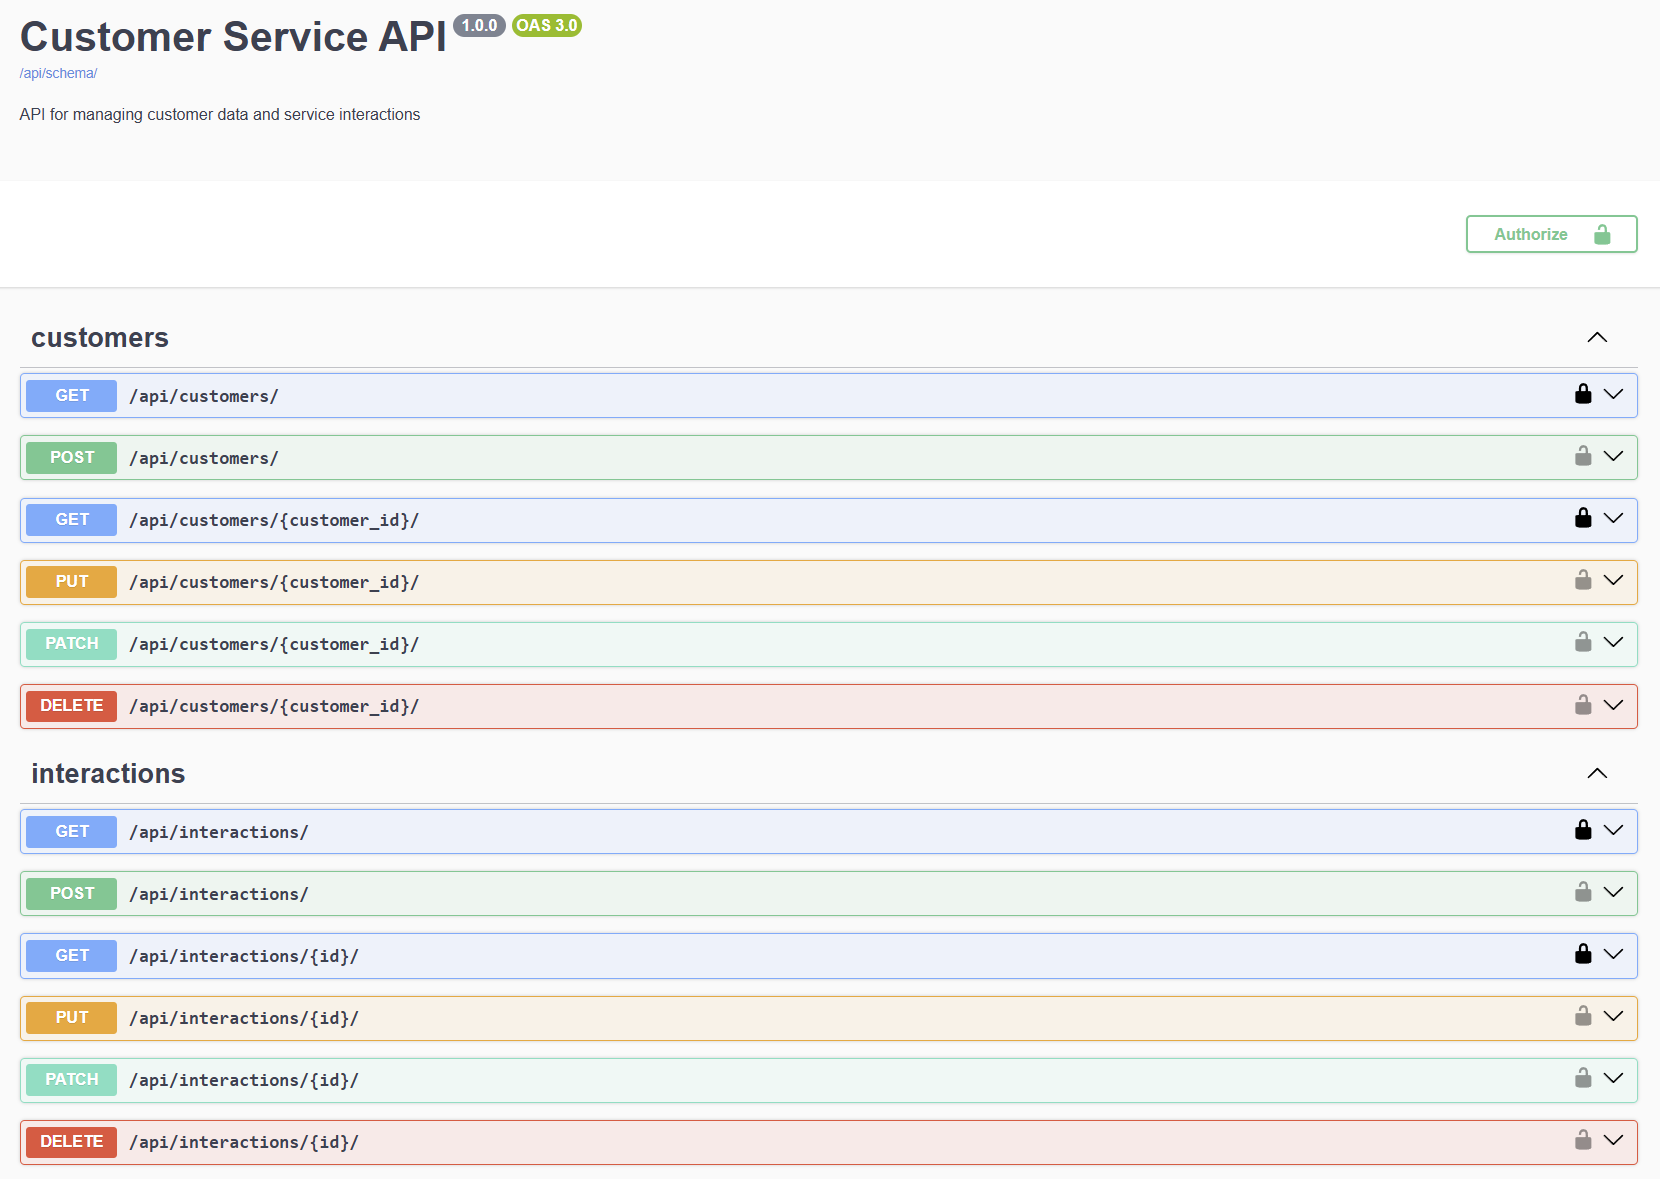 Customer Service API 1.0.0 OAS 3.0
/api/schema/
API for managing customer data and service interactions
Authorize
customers
GET /api/customers/
POST /api/customers/
GET /api/customers/{customer_id}/
PUT /api/customers/{customer_id}/
PATCH /api/customers/{customer_id}/
DELETE /api/customers/{customer_id}/
interactions
GET /api/interactions/
POST /api/interactions/
GET /api/interactions/{id}/
PUT /api/interactions/{id}/
PATCH /api/interactions/{id}/
DELETE /api/interactions/{id}/